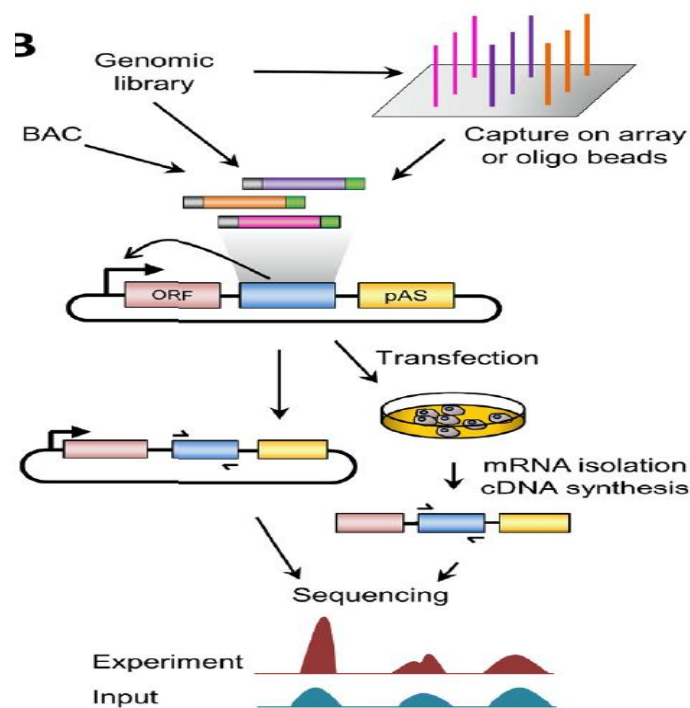 B
Genomic
library
BAC
Capture on array
or oligo beads
ORF
pAS
Transfection
mRNA isolation
cDNA synthesis
Sequencing
Experiment
Input